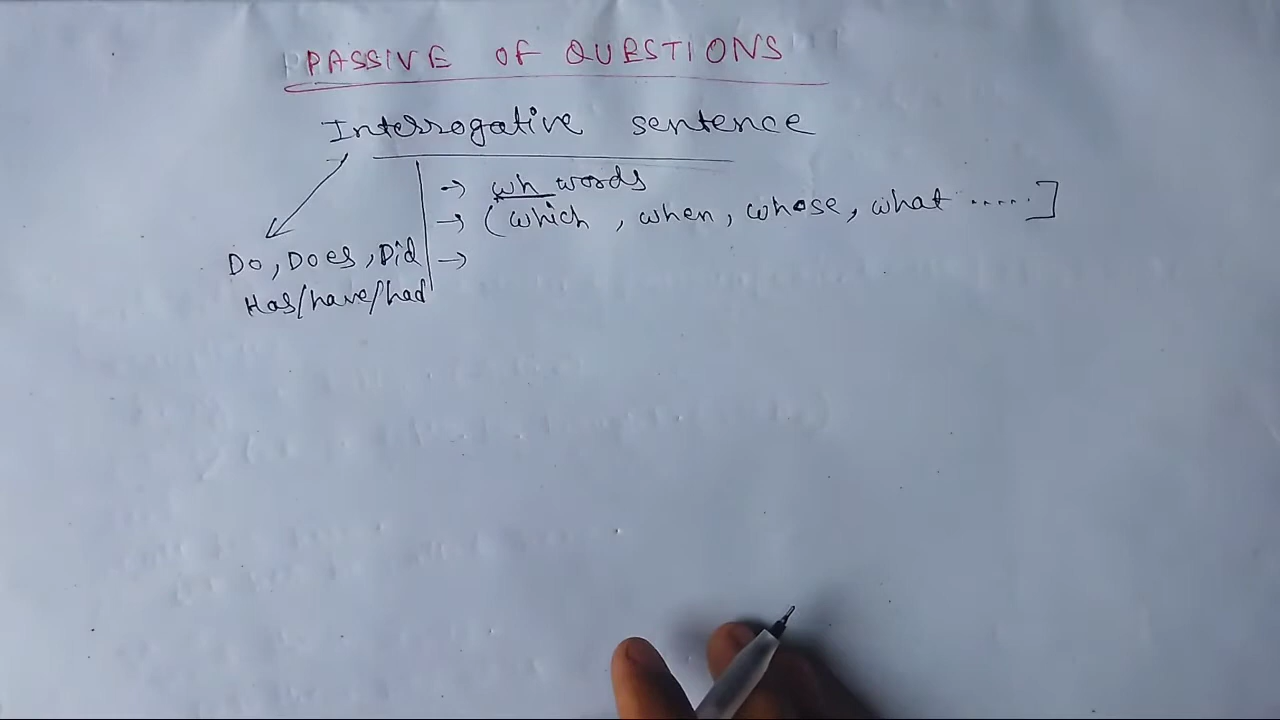 PASSIVE OF QUESTIONS
Interrogative sentence
→ wh words
→ (which, when, whose, what .....]
Do, Does, Did →
Has/have/had